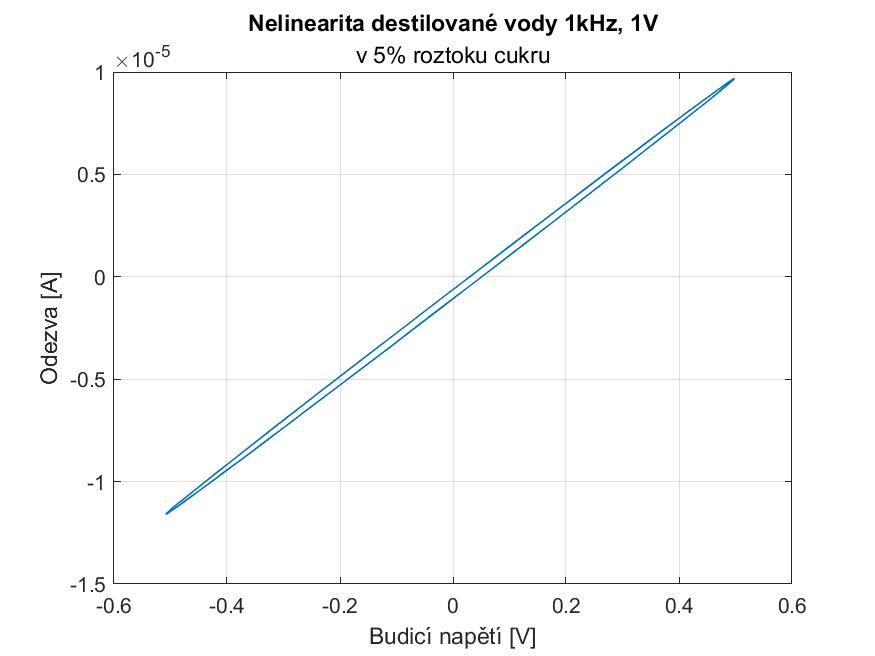 Nelinearita destilované vody 1kHz, 1V
v 5% roztoku cukru
×10-5
1
0.5
0
-0.5
-1
-1.5
Odezva [A]
-0.6 -0.4 -0.2 0 0.2 0.4 0.6
Budicí napětí [V]